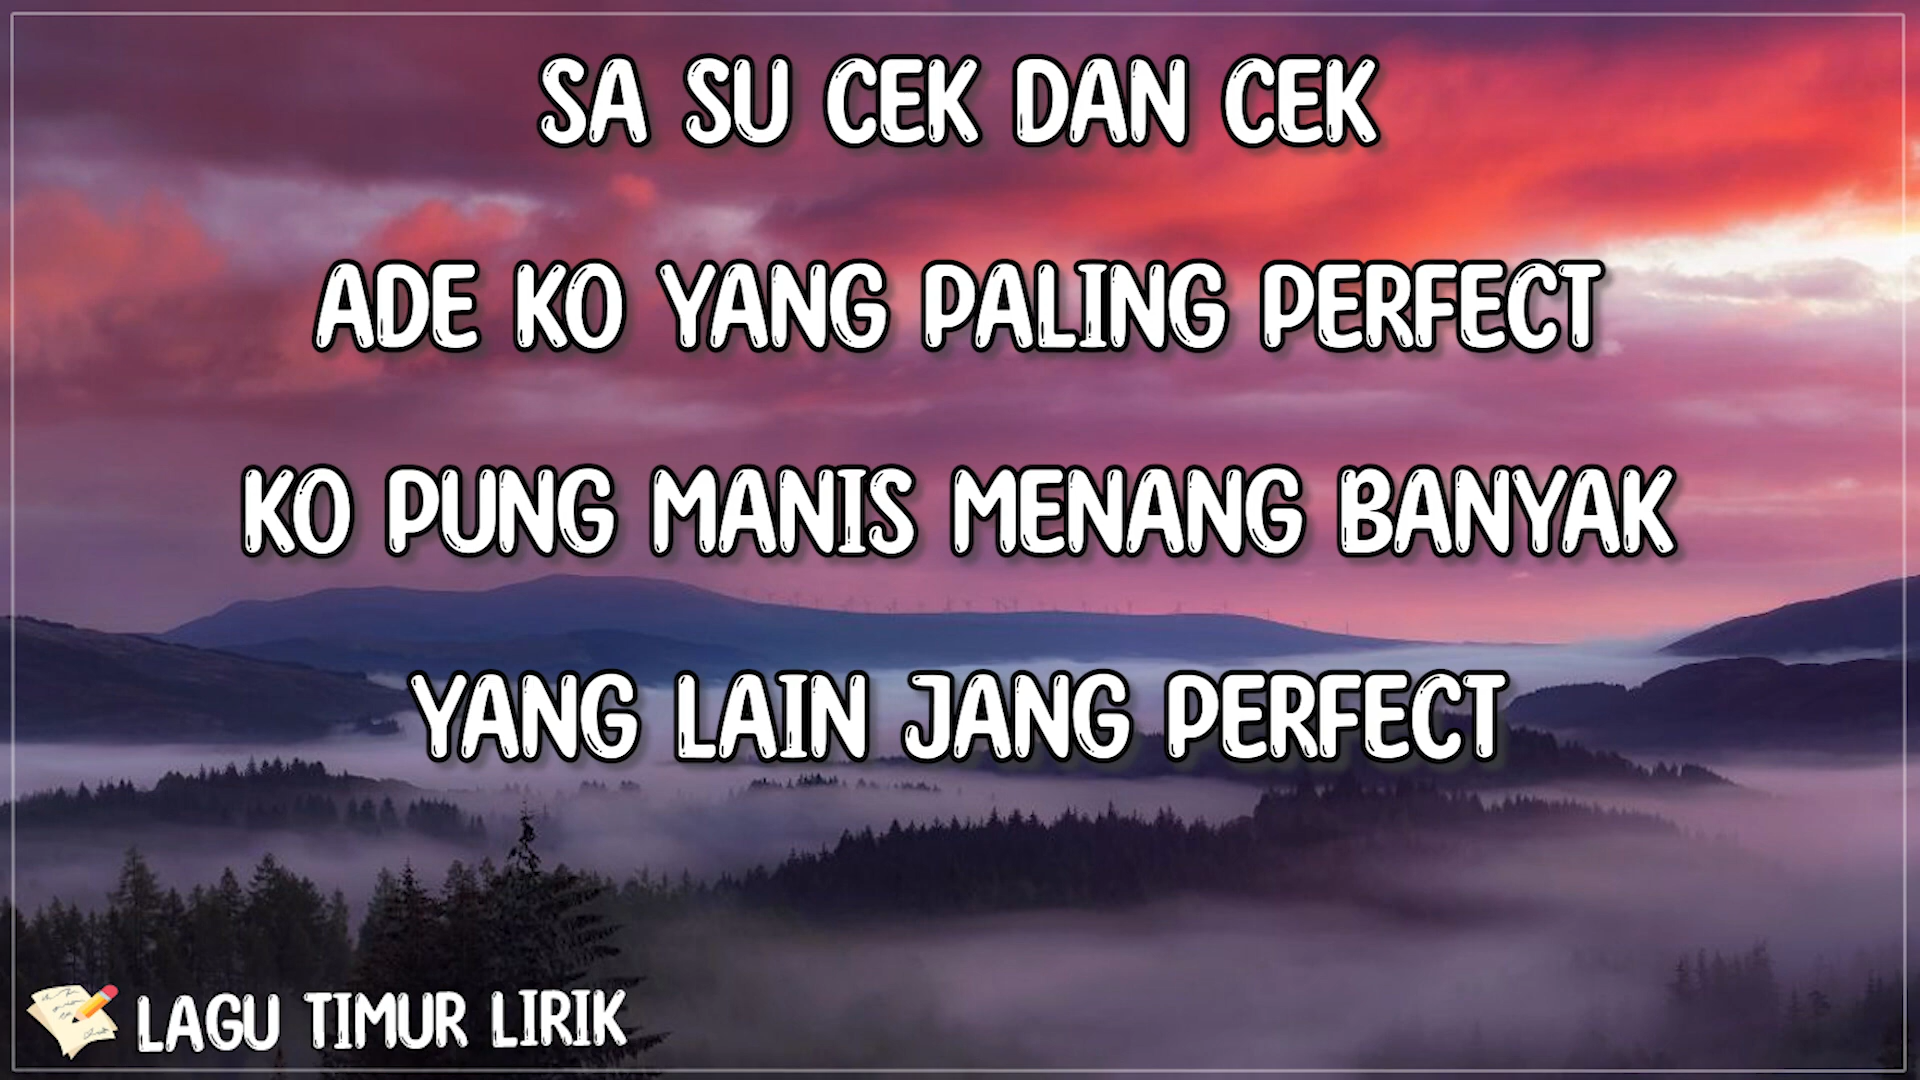 SA SU CEK DAN CEK
ADE KO YANG PALING PERFECT
KO PUNG MANIS MENANG BANYAK
YANG LAIN JANG PERFECT
LAGU TIMUR LIRIK